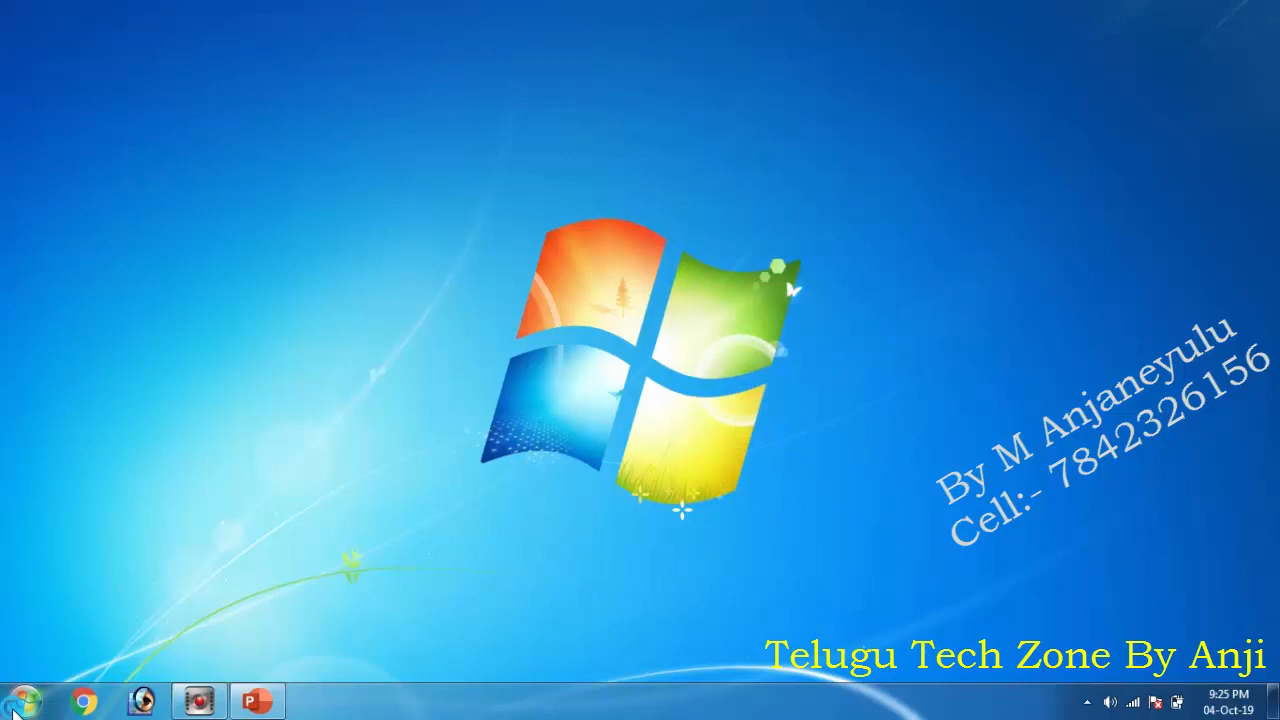 By M Anjaneyulu
Cell:- 7842326156
Telugu Tech Zone By Anji
P
9:25 PM
04-Oct-19